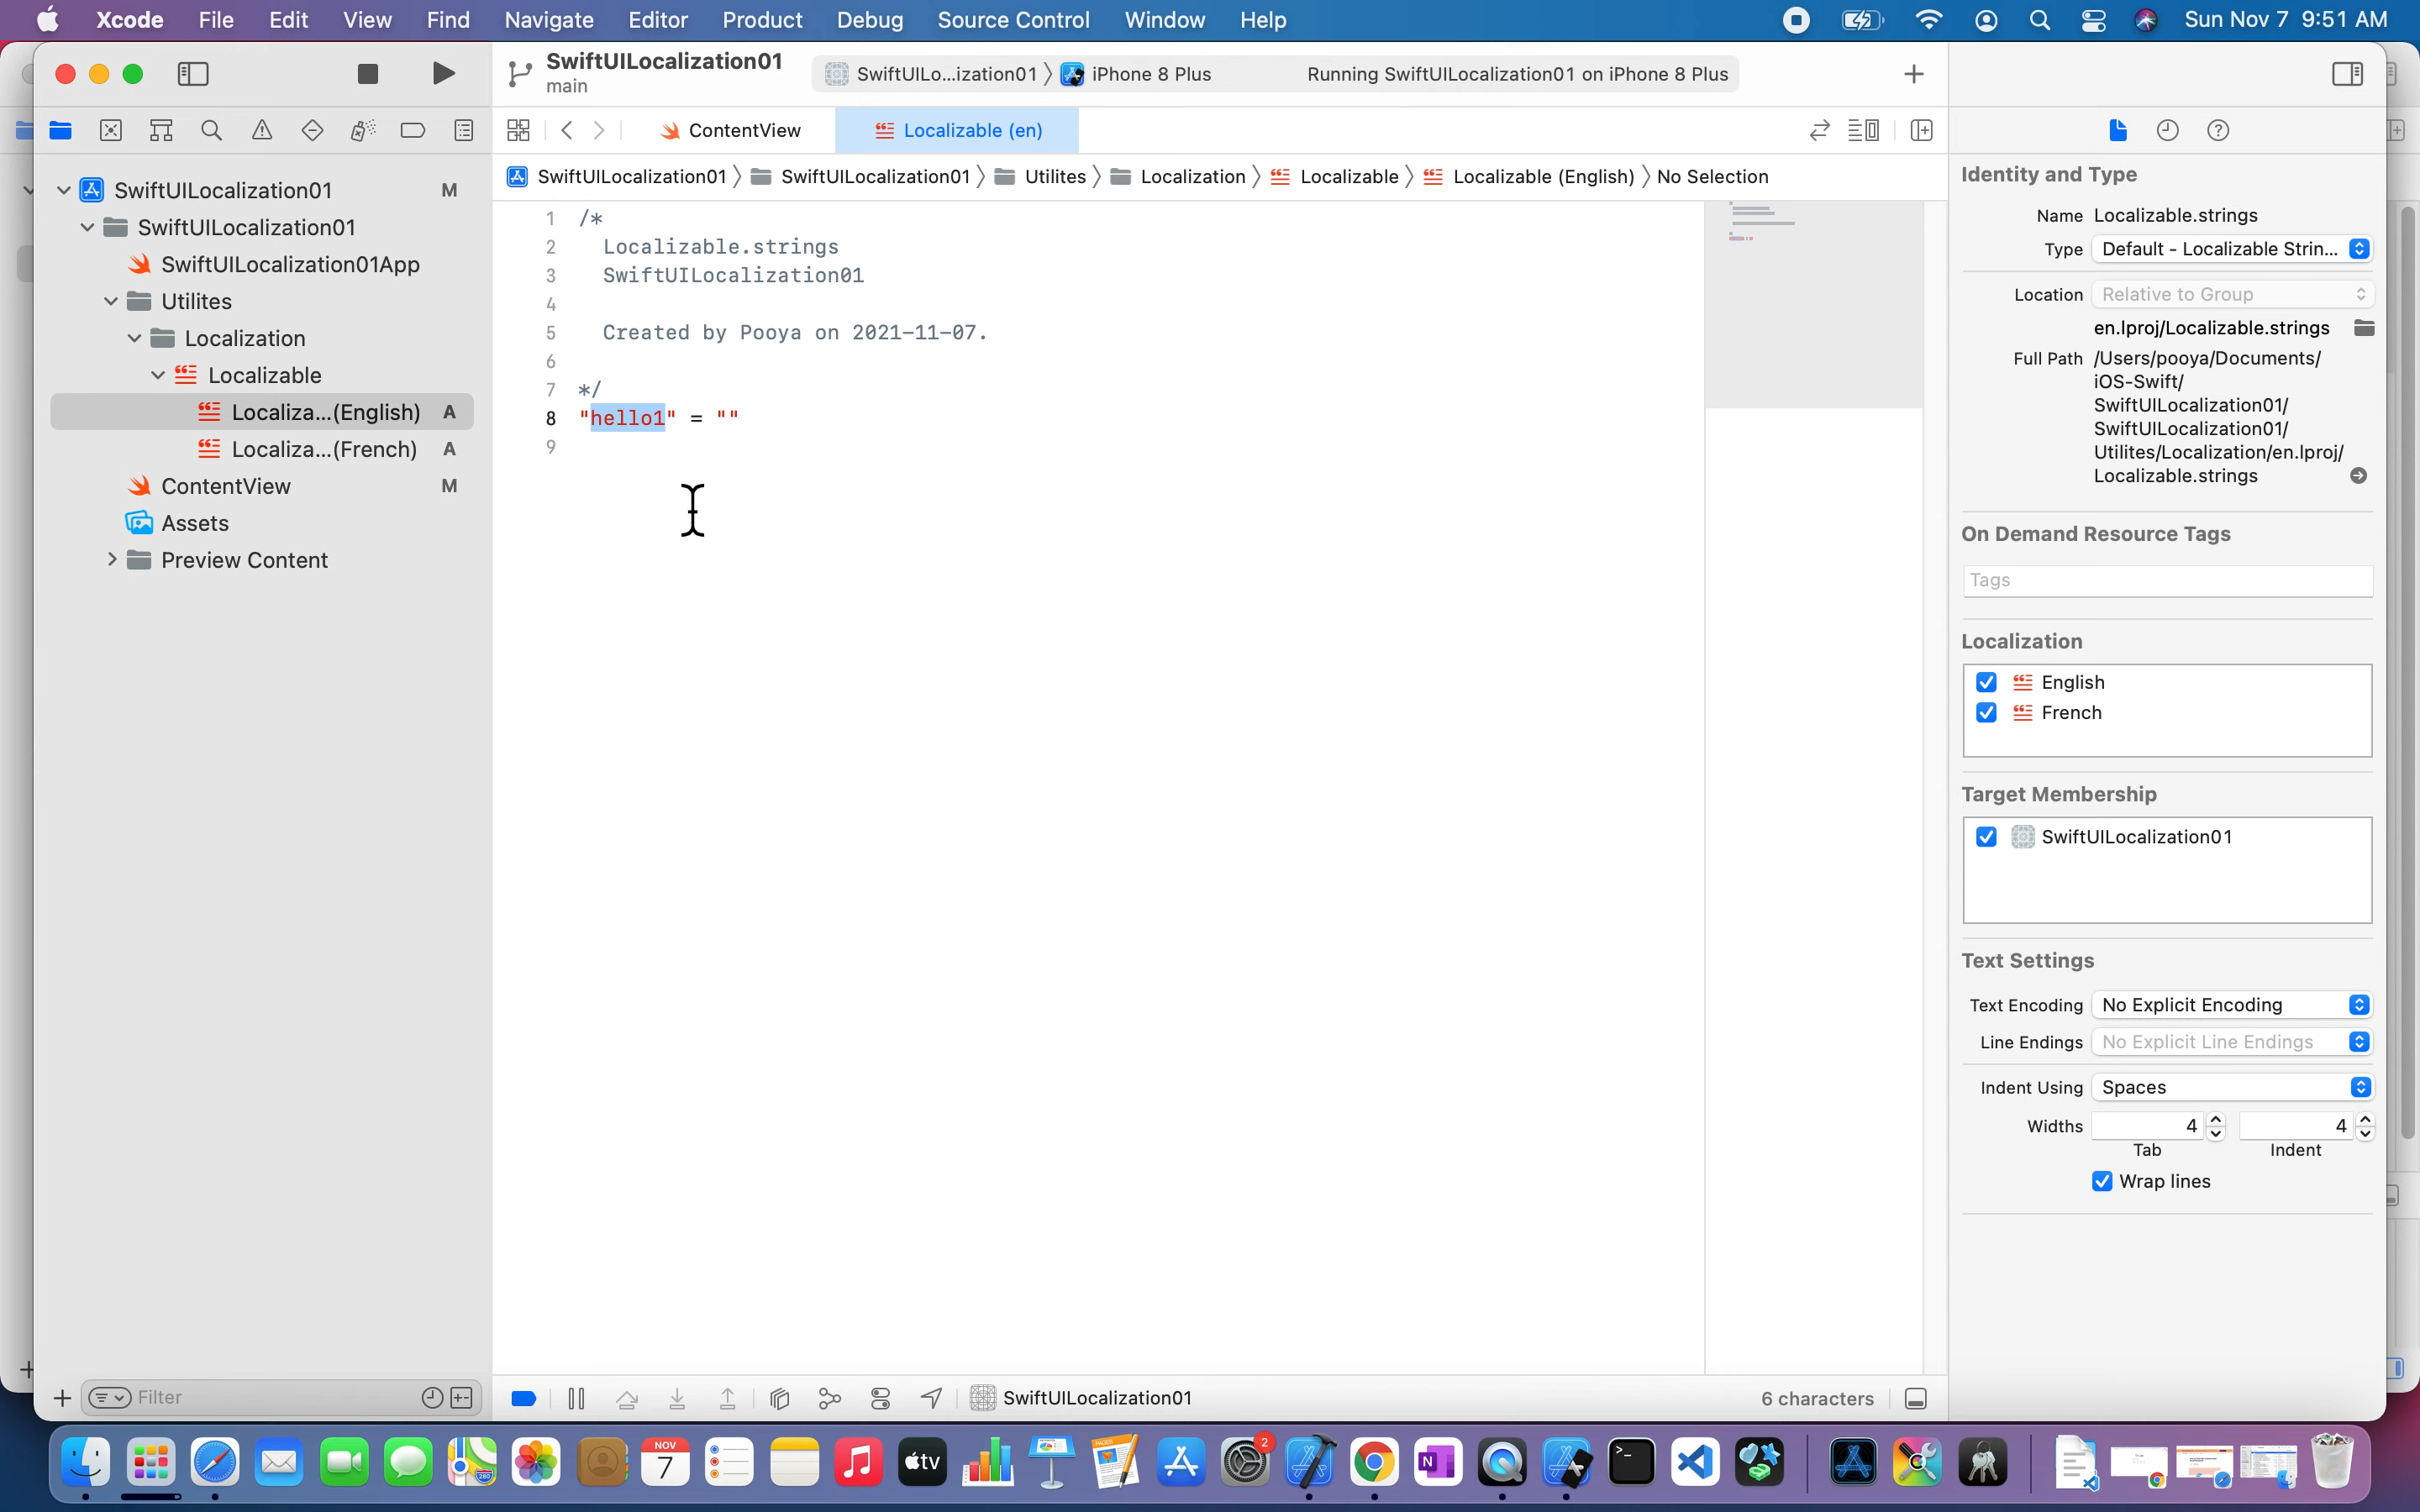 Xcode File Edit View Find Navigate Editor Product Debug Source Control Window Help Sun Nov 7 9:51 AM
SwiftUILocalization01
main
SwiftUILo...ization01 iPhone 8 Plus Running SwiftUILocalization01 on iPhone 8 Plus
ContentView
Localizable (en)
SwiftUILocalization01 SwiftUILocalization01 Utilites Localization Localizable Localizable (English) No Selection
SwiftUILocalization01 M
SwiftUILocalization01
SwiftUILocalization01App
Utilites
Localization
Localizable
Localiza...(English) A
Localiza...(French) A
ContentView M
Assets
Preview Content
Filter
1 /*
2 Localizable.strings
3 SwiftUILocalization01
4
5 Created by Pooya on 2021-11-07.
6
7 */
8 "hello1" = ""
9
SwiftUILocalization01
6 characters
Identity and Type
Name Localizable.strings
Type Default - Localizable Strin...
Location Relative to Group
en.lproj/Localizable.strings
Full Path /Users/pooya/Documents/
iOS-Swift/
SwiftUILocalization01/
SwiftUILocalization01/
Utilites/Localization/en.lproj/
Localizable.strings
On Demand Resource Tags
Tags
Localization
English
French
Target Membership
SwiftUILocalization01
Text Settings
Text Encoding No Explicit Encoding
Line Endings No Explicit Line Endings
Indent Using Spaces
Widths 4 4
Tab Indent
Wrap lines
NOV
7
280
tv
2
N